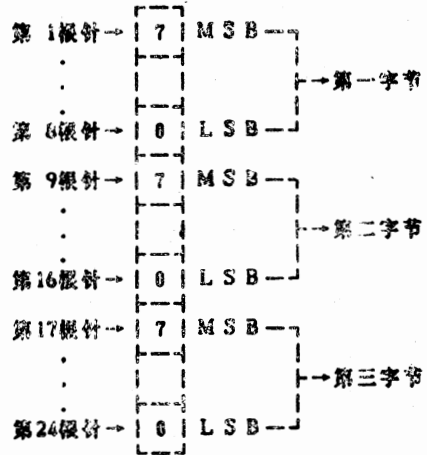 第 1根针→ 7 MSB
→第一字节
第 8根针→ 0 LSB
第 9根针→ 7 MSB
→第二字节
第16根针→ 0 LSB
第17根针→ 7 MSB
→第三字节
第24根针→ 0 LSB